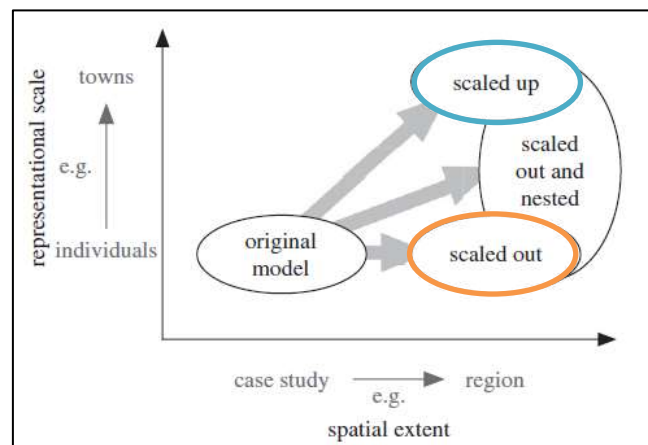 representational scale
towns
e.g.
individuals
scaled up
scaled
out and
nested
original
model
scaled out
case study
e.g.
region
spatial extent